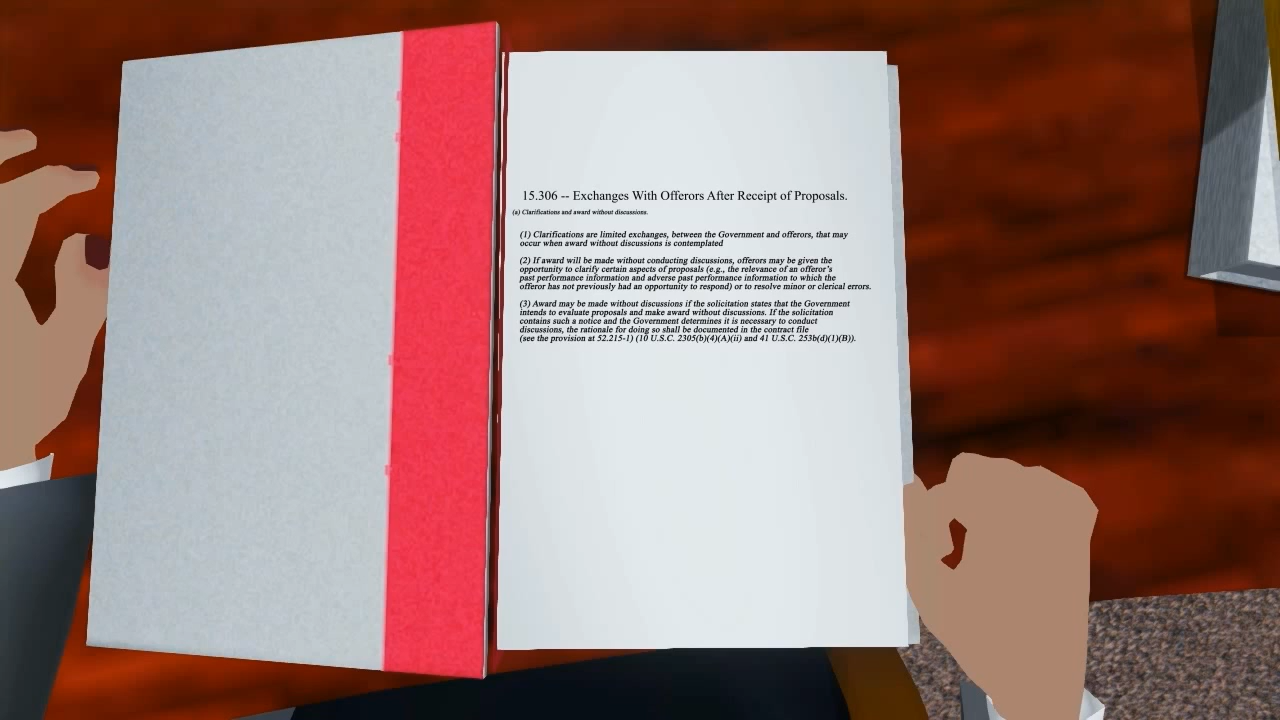 15.306 -- Exchanges With Offerors After Receipt of Proposals.
(a) Clarifications and award without discussions.
(1) Clarifications are limited exchanges, between the Government and offerors, that may
occur when award without discussions is contemplated
(2) If award will be made without conducting discussions, offerors may be given the
opportunity to clarify certain aspects of proposals (e.g., the relevance of an offeror's
past performance information and adverse past performance information to which the
offeror has not previously had an opportunity to respond) or to resolve minor or clerical errors.
(3) Award may be made without discussions if the solicitation states that the Government
intends to evaluate proposals and make award without discussions. If the solicitation
contains such a notice and the Government determines it is necessary to conduct
discussions, the rationale for doing so shall be documented in the contract file
(see the provision at 52.215-1) (10 U.S.C. 2305(b)(4)(A)(ii) and 41 U.S.C. 253b(d)(1)(B)).